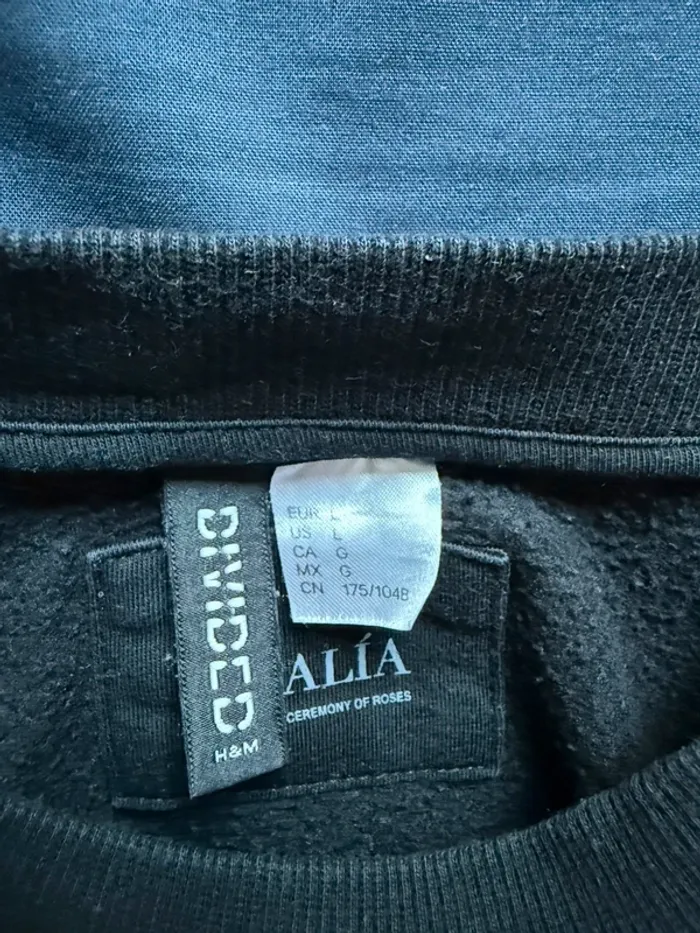 DIVIDED
H&M
EUR L
US L
CA G
MX G
CN 175/104B
ALÍA
CEREMONY OF ROSES